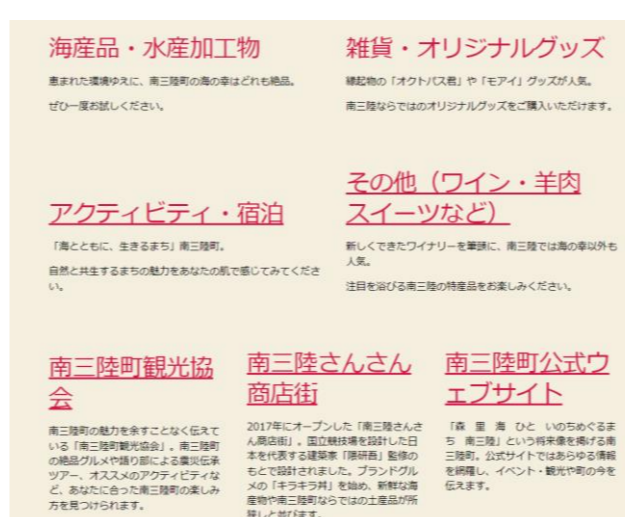 海産品・水産加工物
恵まれた環境ゆえに、南三陸町の海の幸はどれも絶品。
ぜひ一度お試しください。
雑貨・オリジナルグッズ
縁起物の「オクトパス君」や「モアイ」グッズが人気。
南三陸ならではのオリジナルグッズをご購入いただけます。
アクティビティ・宿泊
「海とともに、生きるまち」南三陸町。
自然と共生するまちの魅力をあなたの肌で感じてみてくださ
い。
その他（ワイン・羊肉
スイーツなど）
新しくできたワイナリーを筆頭に、南三陸では海の幸以外も
人気。
注目を浴びる南三陸の特産品をお楽しみください。
南三陸町観光協
会
南三陸町の魅力を余すことなく伝えて
いる「南三陸町観光協会」。南三陸町
の絶品グルメや語り部による震災伝承
ツアー、オススメのアクティビティな
ど、あなたに合った南三陸町の楽しみ
方を見つけられます。
南三陸さんさん
商店街
2017年にオープンした「南三陸さんさ
ん商店街」。国立競技場を設計した日
本を代表する建築家「隈研吾」監修の
もとで設計されました。ブランドグル
メの「キラキラ丼」を始め、新鮮な海
産物や南三陸町ならではの土産品が所
狭しと並びます。
南三陸町公式ウ
ェブサイト
「森 里 海 ひと いのちめぐるま
ち 南三陸」という将来像を掲げる南
三陸町。公式サイトではあらゆる情報
を網羅し、イベント・観光や町の今を
伝えます。